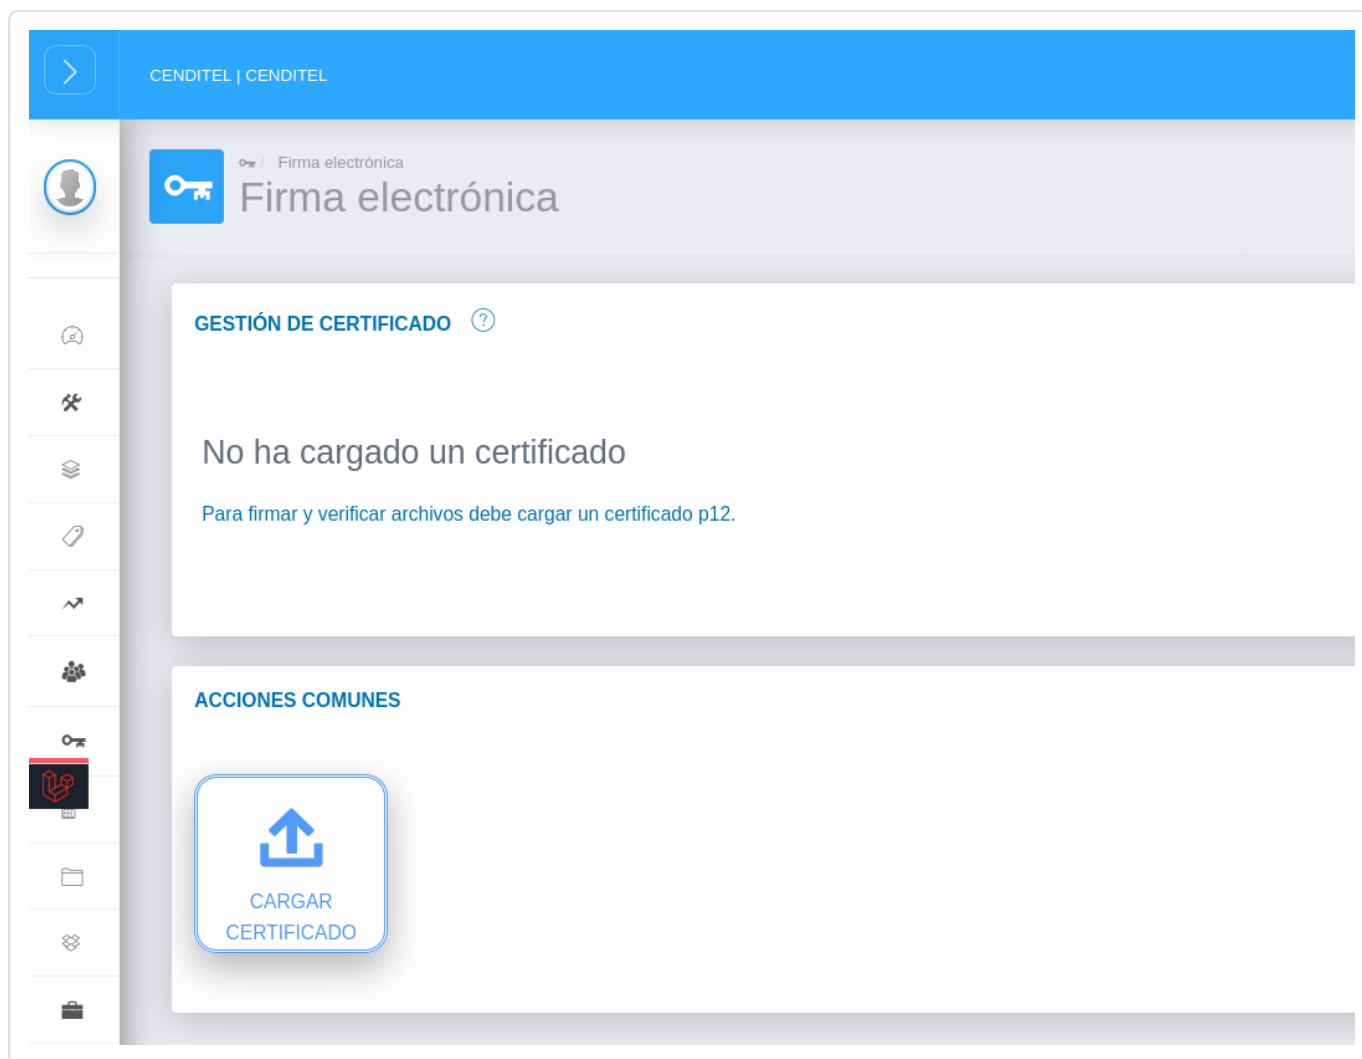 CENDITEL | CENDITEL
/ Firma electrónica
Firma electrónica
GESTIÓN DE CERTIFICADO ?
No ha cargado un certificado
Para firmar y verificar archivos debe cargar un certificado p12.
ACCIONES COMUNES
CARGAR
CERTIFICADO